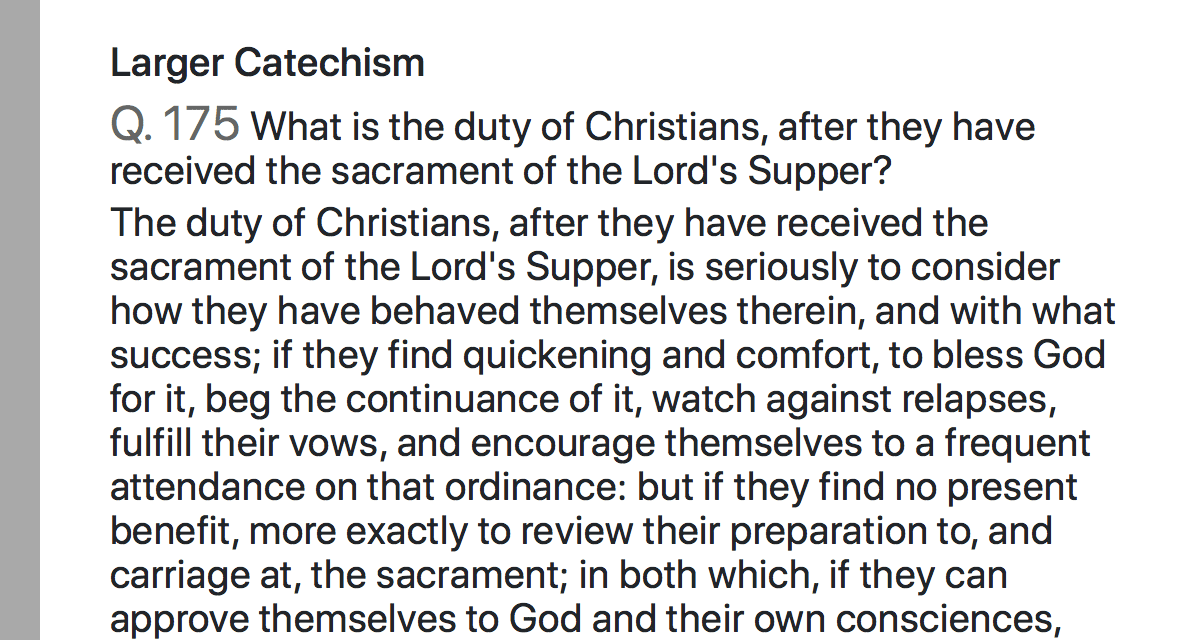 Larger Catechism
Q. 175 What is the duty of Christians, after they have
received the sacrament of the Lord's Supper?
The duty of Christians, after they have received the
sacrament of the Lord's Supper, is seriously to consider
how they have behaved themselves therein, and with what
success; if they find quickening and comfort, to bless God
for it, beg the continuance of it, watch against relapses,
fulfill their vows, and encourage themselves to a frequent
attendance on that ordinance: but if they find no present
benefit, more exactly to review their preparation to, and
carriage at, the sacrament; in both which, if they can
approve themselves to God and their own consciences,